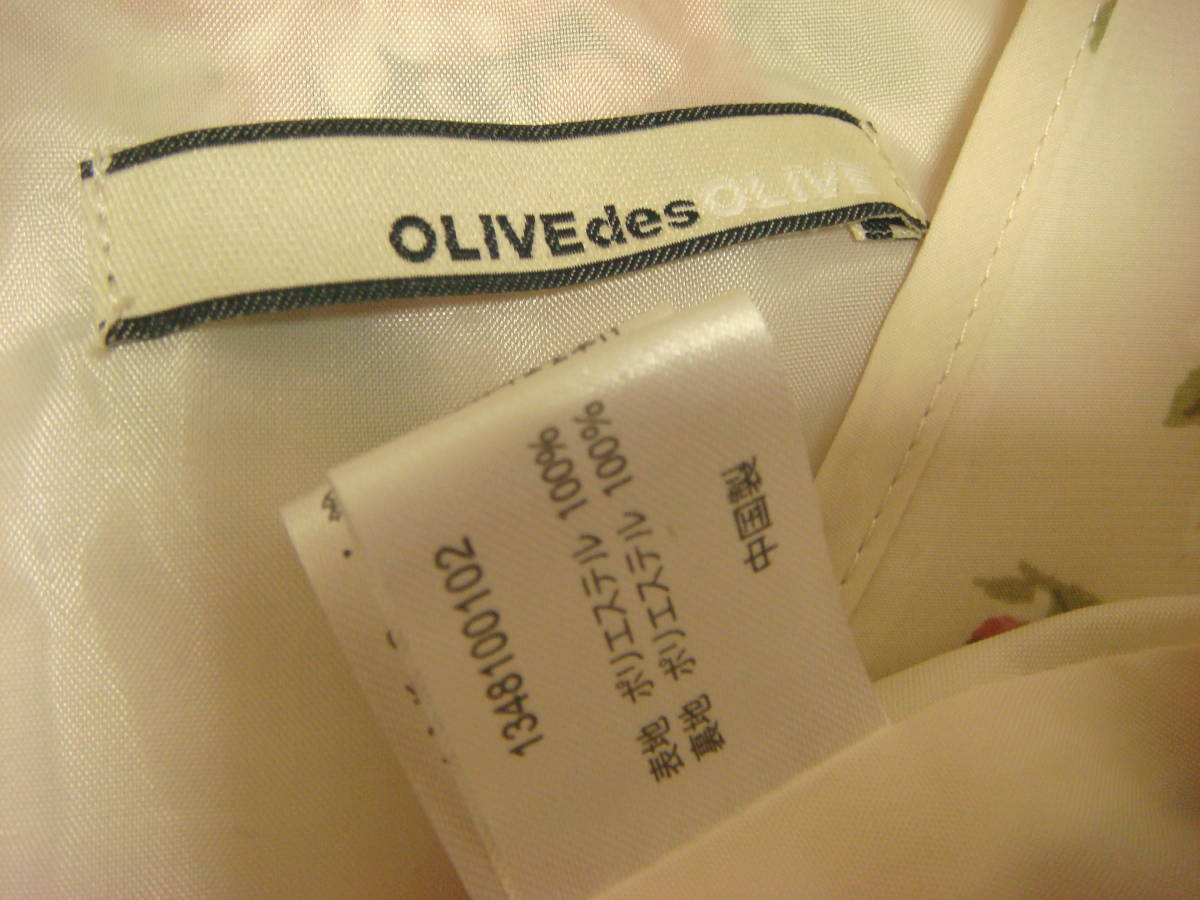 OLIVEdesOLIVE
1348100102
表地 ポリエステル 100%
裏地 ポリエステル 100%
中国製